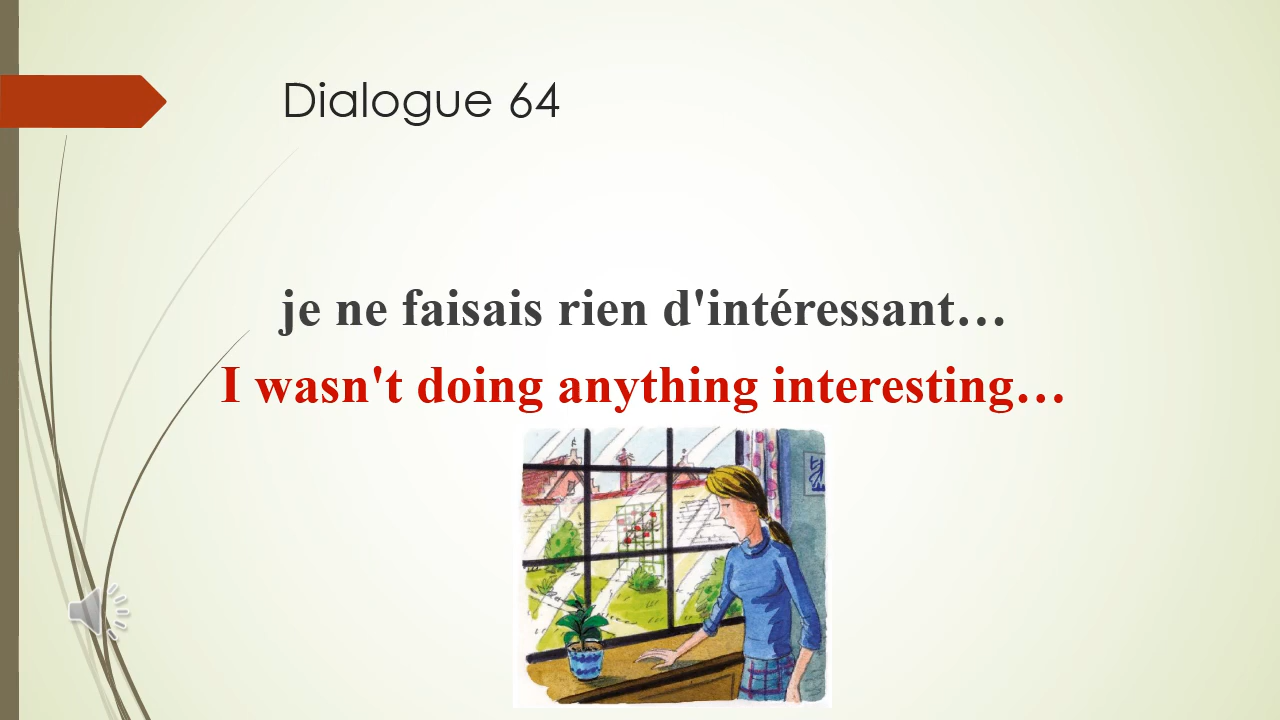 Dialogue 64
je ne faisais rien d'intéressant…
I wasn't doing anything interesting…